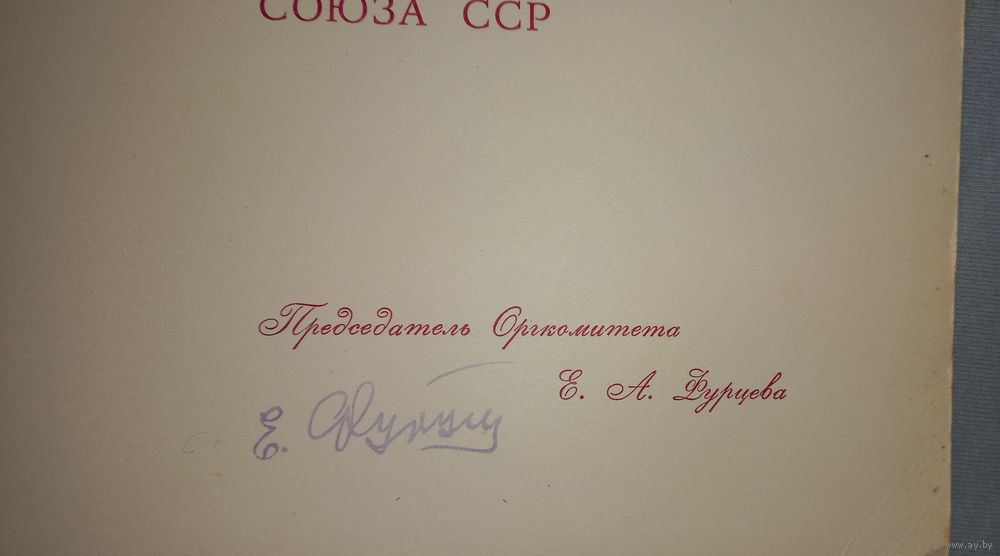 СОЮЗА ССР
Председатель Оргкомитета
Е. А. Фурцева
Е.
www.ay.by